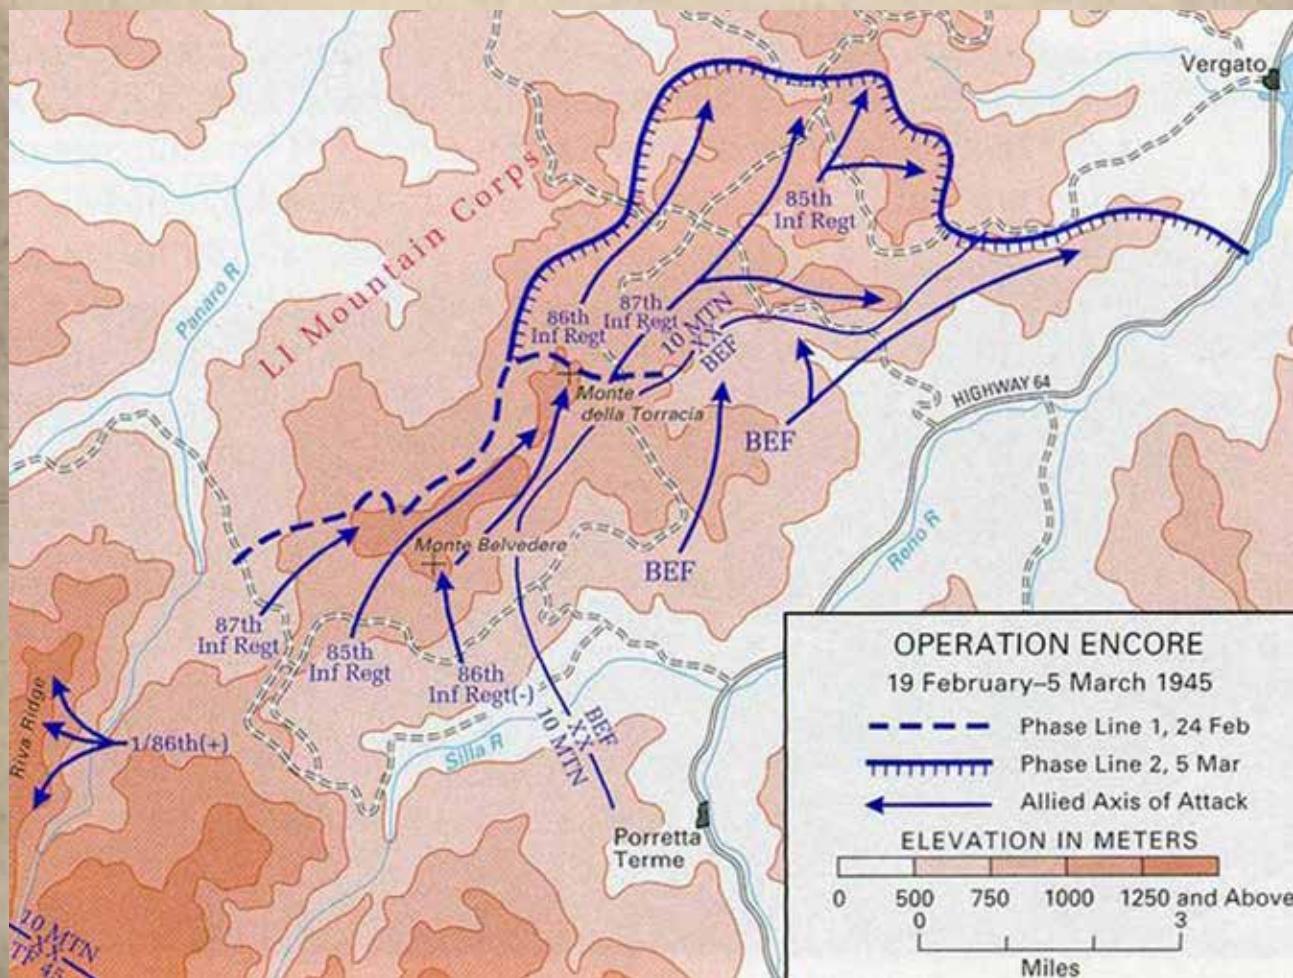 Vergato
LI Mountain Corps
Panaro R
85th
Inf Regt
86th
Inf Regt
87th
Inf Regt
10 MTN
XX
BEF
Monte
della Torracia
HIGHWAY 64
BEF
Reno R
Monte Belvedere
BEF
87th
Inf Regt
85th
Inf Regt
86th
Inf Regt(-)
Riva Ridge
1/86th(+)
Silla R
BEF
XX
10 MTN
Porretta
Terme
10 MTN
XX
TF 45
OPERATION ENCORE
19 February–5 March 1945
Phase Line 1, 24 Feb
Phase Line 2, 5 Mar
Allied Axis of Attack
ELEVATION IN METERS
0 500 750 1000 1250 and Above
0 3
Miles